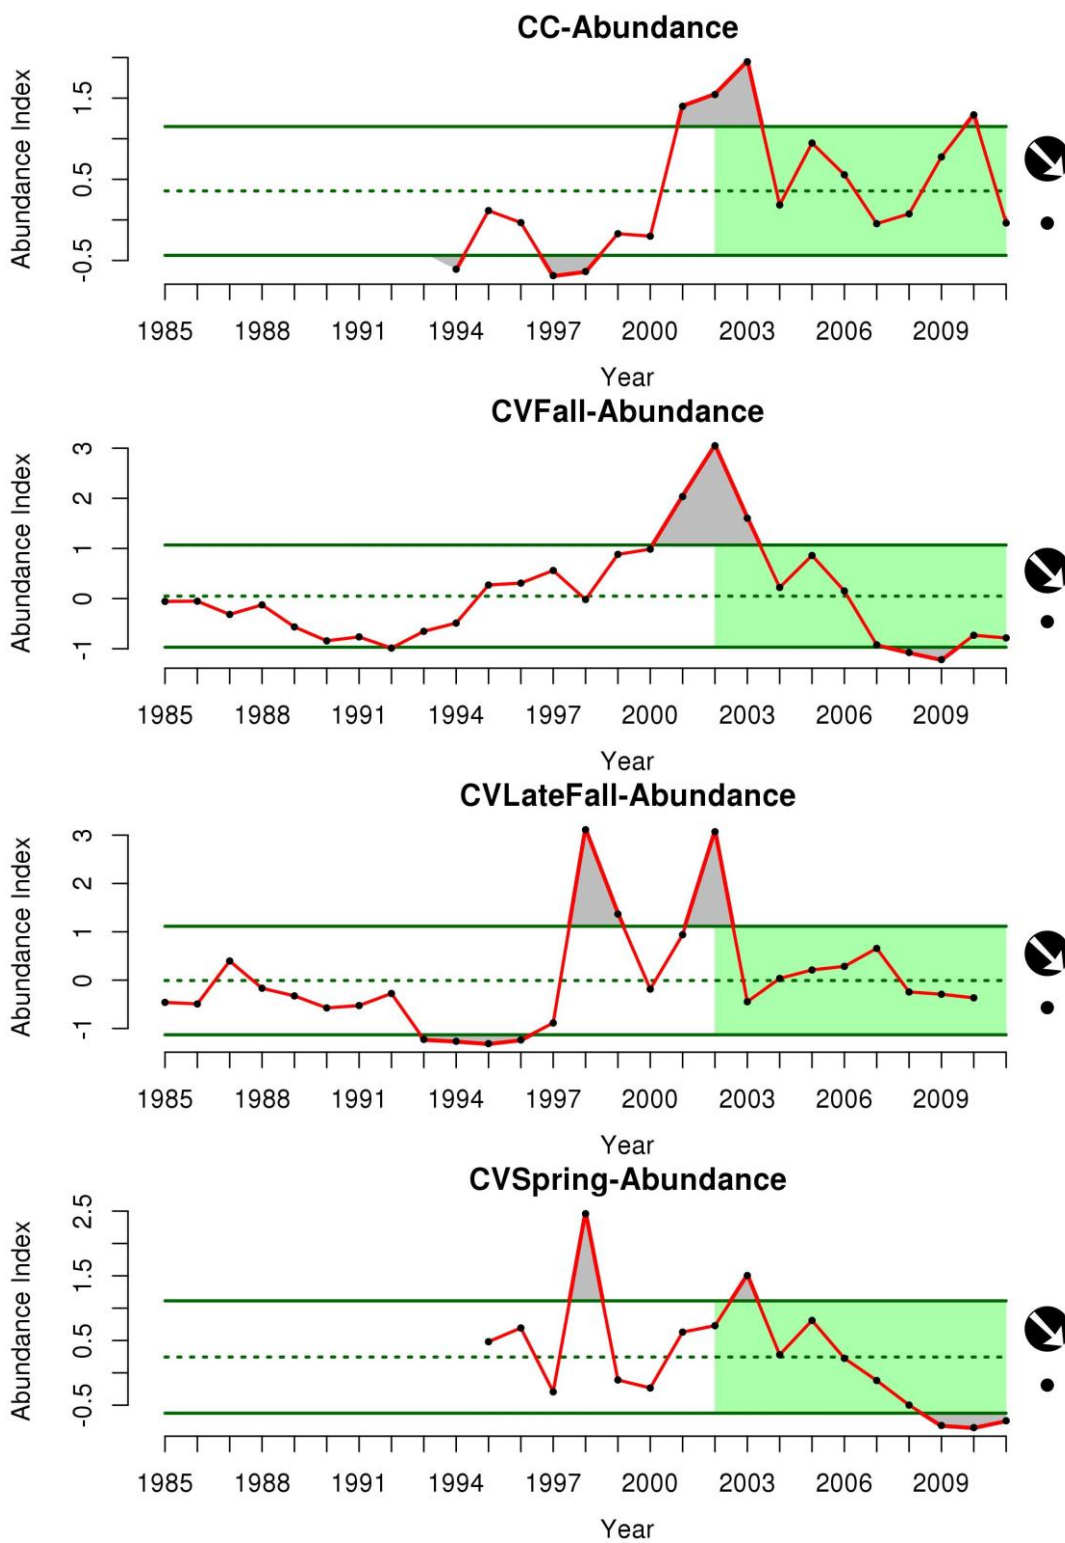 CC-Abundance
Abundance Index
1.5
0.5
-0.5
1985 1988 1991 1994 1997 2000 2003 2006 2009
Year
CVFall-Abundance
Abundance Index
3
2
1
0
-1
1985 1988 1991 1994 1997 2000 2003 2006 2009
Year
CVLateFall-Abundance
Abundance Index
3
2
1
0
-1
1985 1988 1991 1994 1997 2000 2003 2006 2009
Year
CVSpring-Abundance
Abundance Index
2.5
1.5
0.5
-0.5
1985 1988 1991 1994 1997 2000 2003 2006 2009
Year